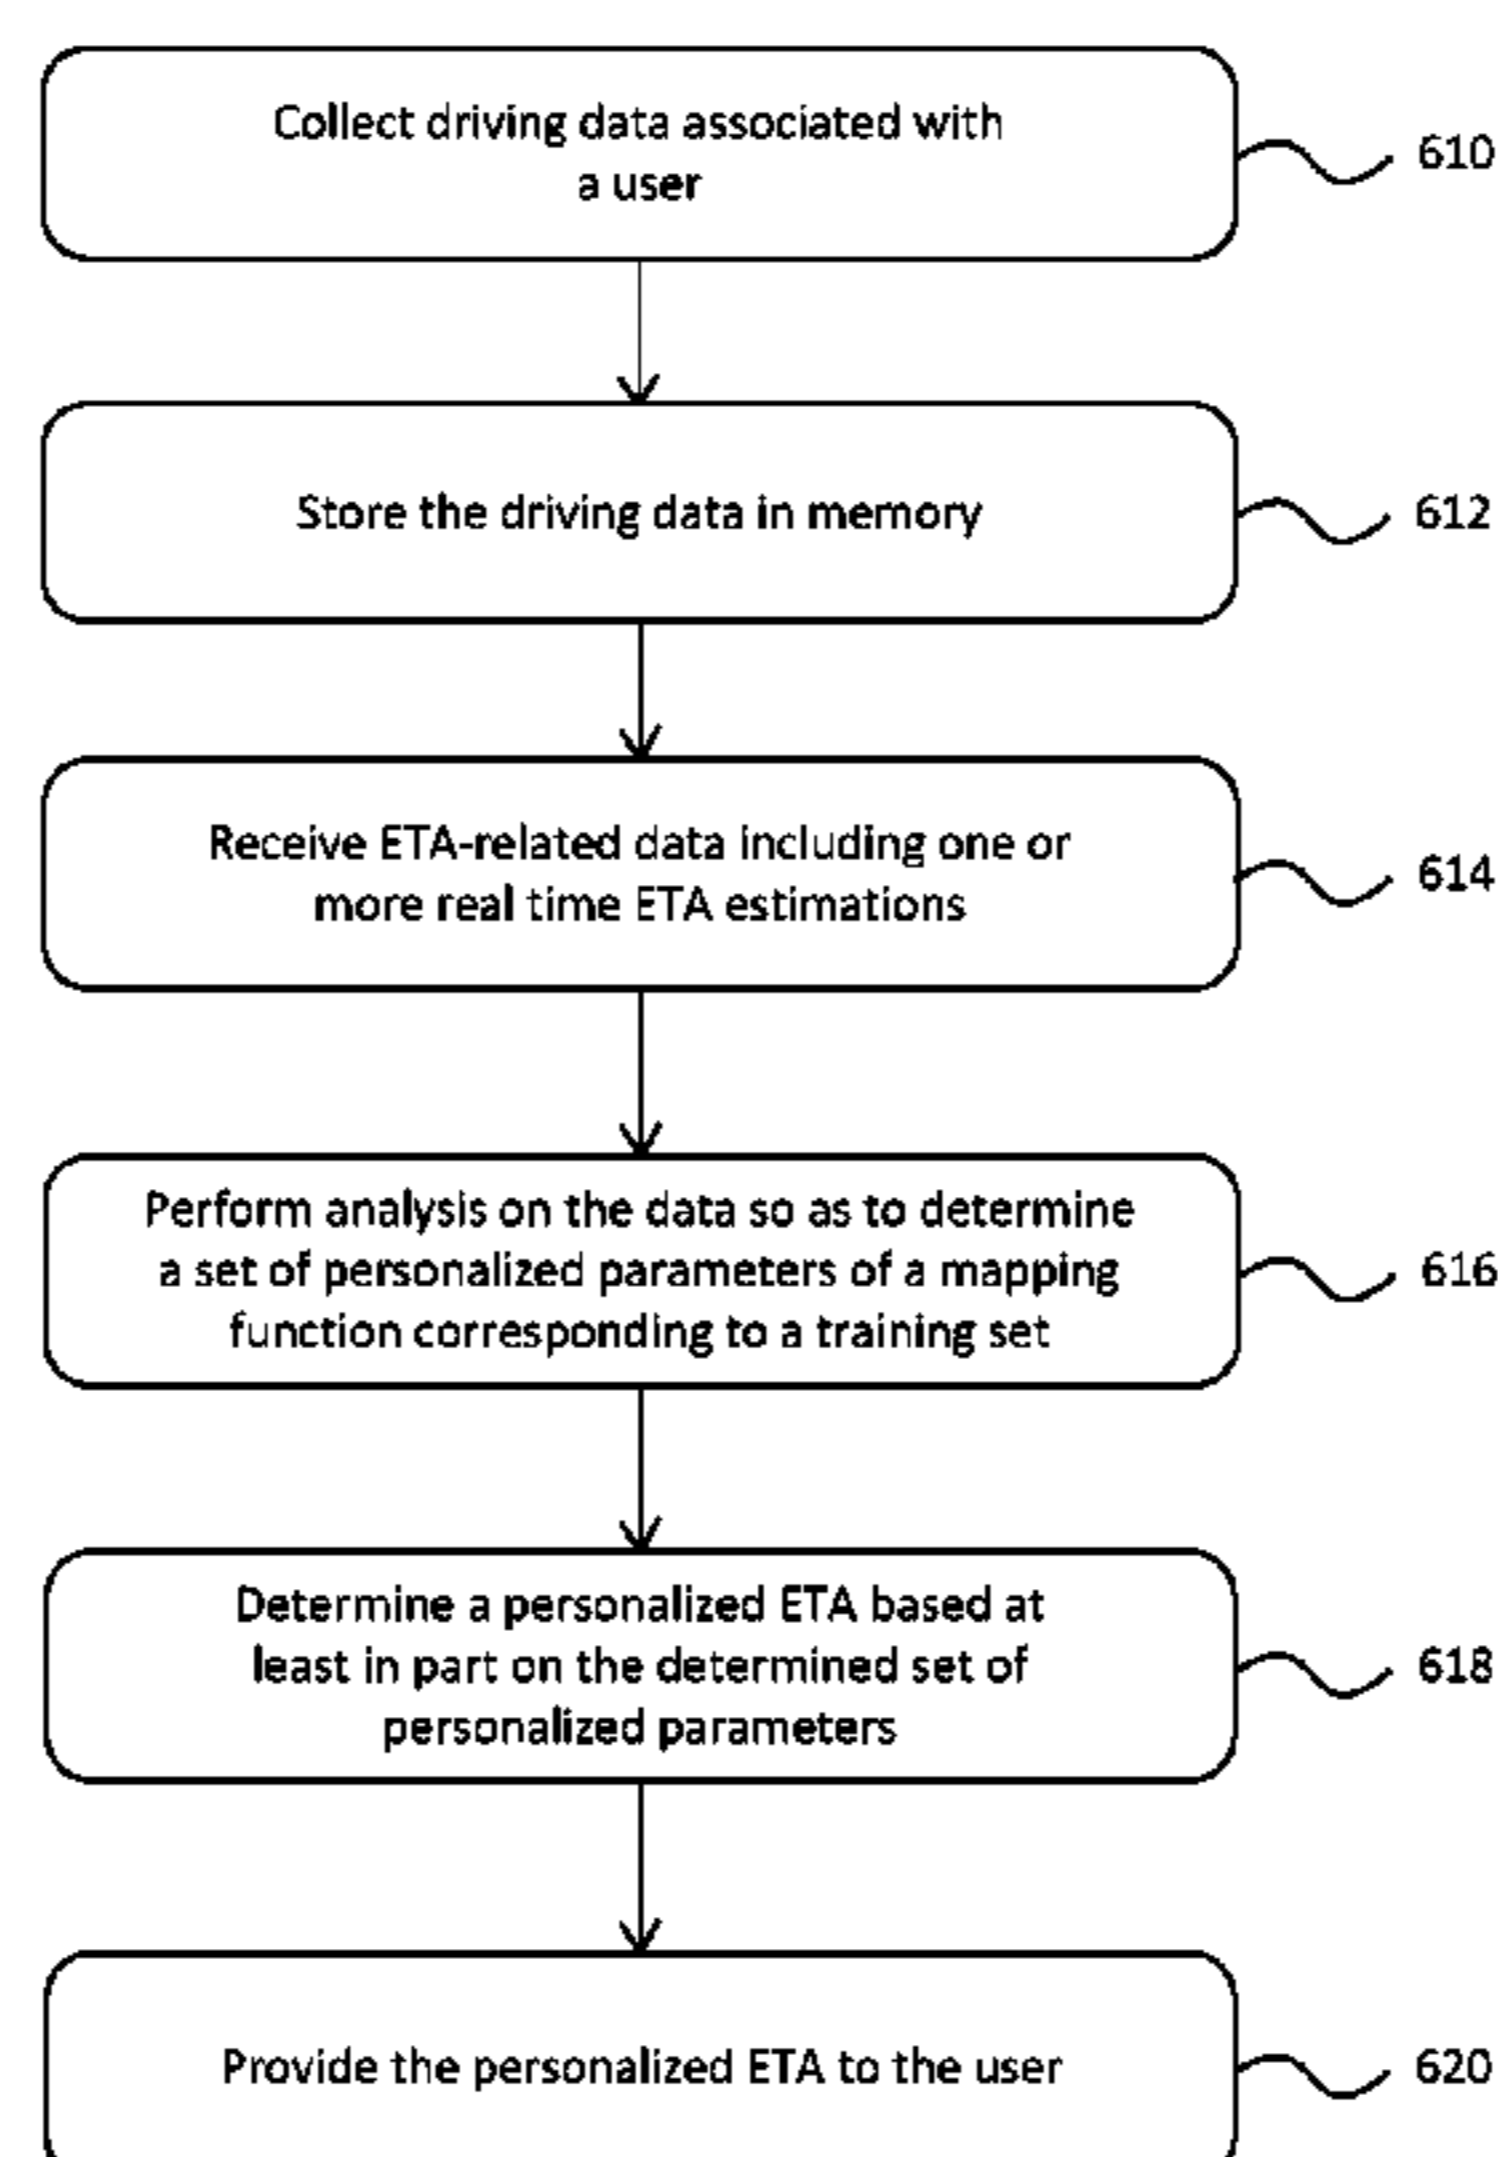 Collect driving data associated with
a user
610
Store the driving data in memory
612
Receive ETA-related data including one or
more real time ETA estimations
614
Perform analysis on the data so as to determine
a set of personalized parameters of a mapping
function corresponding to a training set
616
Determine a personalized ETA based at
least in part on the determined set of
personalized parameters
618
Provide the personalized ETA to the user
620